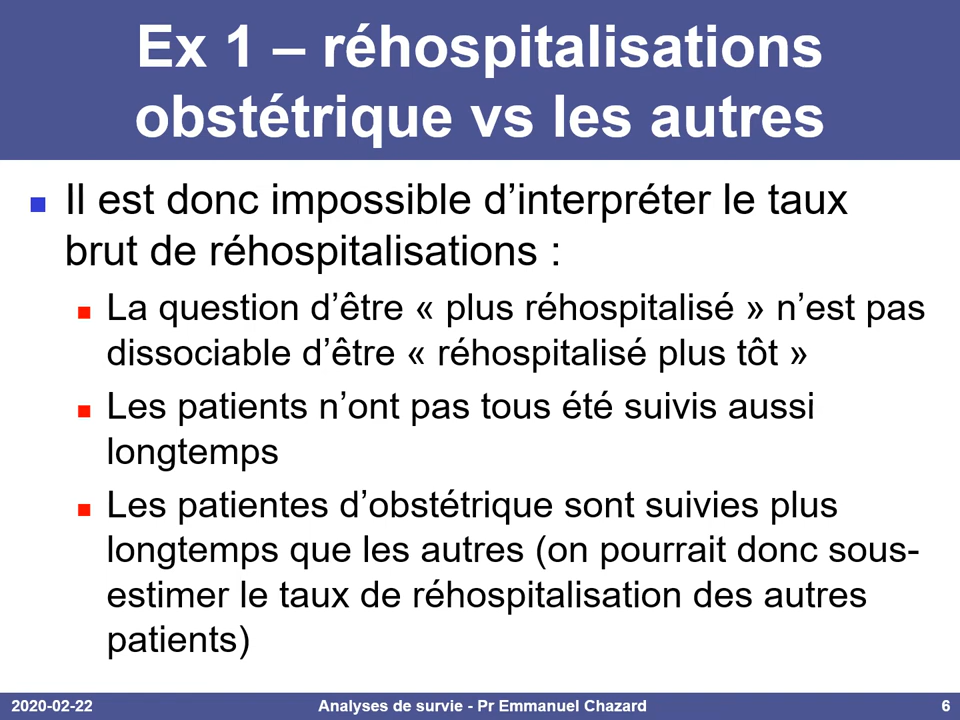 Ex 1 – réhospitalisations
obstétrique vs les autres
Il est donc impossible d’interpréter le taux
brut de réhospitalisations :
La question d’être « plus réhospitalisé » n’est pas
dissociable d’être « réhospitalisé plus tôt »
Les patients n’ont pas tous été suivis aussi
longtemps
Les patientes d’obstétrique sont suivies plus
longtemps que les autres (on pourrait donc sous-
estimer le taux de réhospitalisation des autres
patients)
2020-02-22 Analyses de survie - Pr Emmanuel Chazard 6